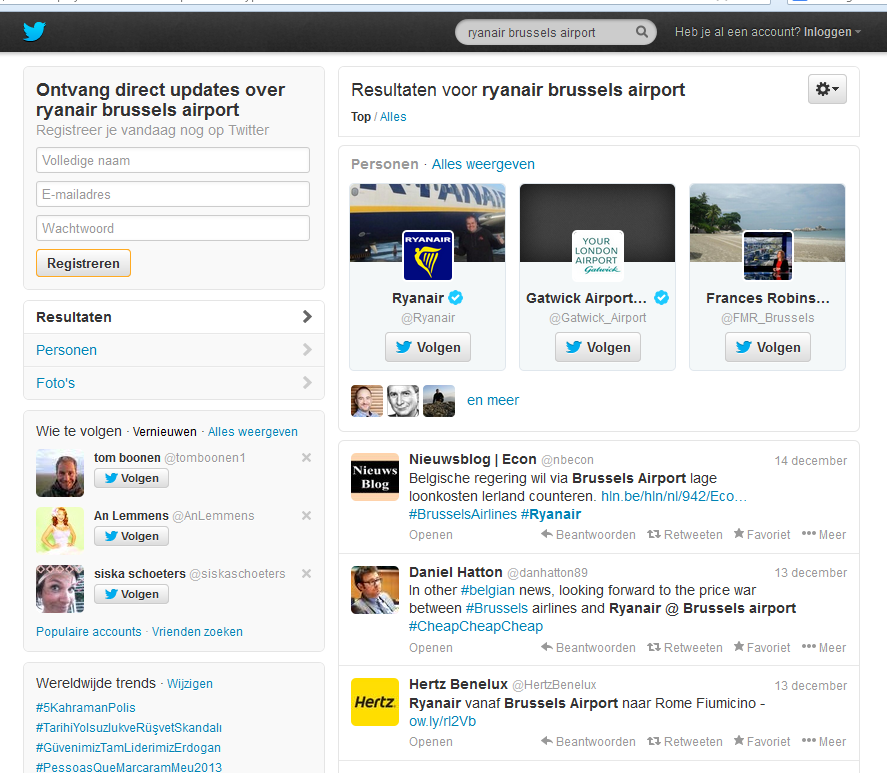 ryanair brussels airport
Heb je al een account? Inloggen
Ontvang direct updates over
ryanair brussels airport
Registreer je vandaag nog op Twitter
Volledige naam
E-mailadres
Wachtwoord
Registreren
Resultaten
Personen
Foto's
Wie te volgen · Vernieuwen · Alles weergeven
tom boonen @tomboonen1
Volgen
An Lemmens @AnLemmens
Volgen
siska schoeters @siskaschoeters
Volgen
Populaire accounts · Vrienden zoeken
Wereldwijde trends · Wijzigen
#5KahramanPolis
#TarihiYolsuzlukveRüşvetSkandalı
#GüvenimizTamLiderimizErdogan
#PessoasQueMarcaramMeu2013
Resultaten voor ryanair brussels airport
Top / Alles
Personen · Alles weergeven
RYANAIR
Ryanair
@Ryanair
Volgen
YOUR
LONDON
AIRPORT
Gatwick
Gatwick Airport...
@Gatwick_Airport
Volgen
Frances Robins...
@FMR_Brussels
Volgen
en meer
Nieuws
Blog
Nieuwsblog | Econ @nbecon
14 december
Belgische regering wil via Brussels Airport lage
loonkosten Ierland counteren. hln.be/hln/nl/942/Eco…
#BrusselsAirlines #Ryanair
Openen
Beantwoorden Retweeten Favoriet Meer
Daniel Hatton @danhatton89
13 december
In other #belgian news, looking forward to the price war
between #Brussels airlines and Ryanair @ Brussels airport
#CheapCheapCheap
Openen
Beantwoorden Retweeten Favoriet Meer
Hertz
Hertz Benelux @HertzBenelux
13 december
Ryanair vanaf Brussels Airport naar Rome Fiumicino -
ow.ly/rI2Vb
Openen
Beantwoorden Retweeten Favoriet Meer